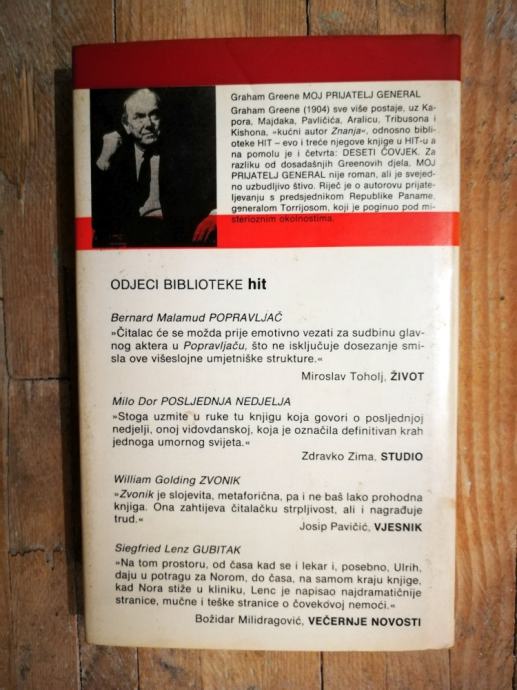 Graham Greene MOJ PRIJATELJ GENERAL
Graham Greene (1904) sve više postaje, uz Ka-
pora, Majdaka, Pavličića, Aralicu, Tribusona i
Kishona, »kućni autor Znanja«, odnosno bibli-
oteke HIT – evo i treće njegove knjige u HIT-u a
na pomolu je i četvrta: DESETI ČOVJEK. Za
razliku od dosadašnjih Greenovih djela, MOJ
PRIJATELJ GENERAL nije roman, ali je svejed-
no uzbudljivo štivo. Riječ je o autorovu prijate-
ljevanju s predsjednikom Republike Paname,
generalom Torrijosom, koji je poginuo pod mi-
sterioznim okolnostima.
ODJECI BIBLIOTEKE hit
Bernard Malamud POPRAVLJAČ
»Čitalac će se možda prije emotivno vezati za sudbinu glav-
nog aktera u Popravljaču, što ne isključuje dosezanje smi-
sla ove višeslojne umjetničke strukture.«
Miroslav Toholj, ŽIVOT
Milo Dor POSLJEDNJA NEDJELJA
»Stoga uzmite u ruke tu knjigu koja govori o posljednjoj
nedjelji, onoj vidovdanskoj, koja je označila definitivan krah
jednoga umornog svijeta.«
Zdravko Zima, STUDIO
William Golding ZVONIK
»Zvonik je slojevita, metaforična, pa i ne baš lako prohodna
knjiga. Ona zahtijeva čitalačku strpljivost, ali i nagrađuje
trud.«
Josip Pavičić, VJESNIK
Siegfried Lenz GUBITAK
»Na tom prostoru, od časa kad se i lekar i, posebno, Ulrih,
daju u potragu za Norom, do časa, na samom kraju knjige,
kad Nora stiže u kliniku, Lenc je napisao najdramatičnije
stranice, mučne i teške stranice o čovekovoj nemoći.«
Božidar Milidragović, VEČERNJE NOVOSTI